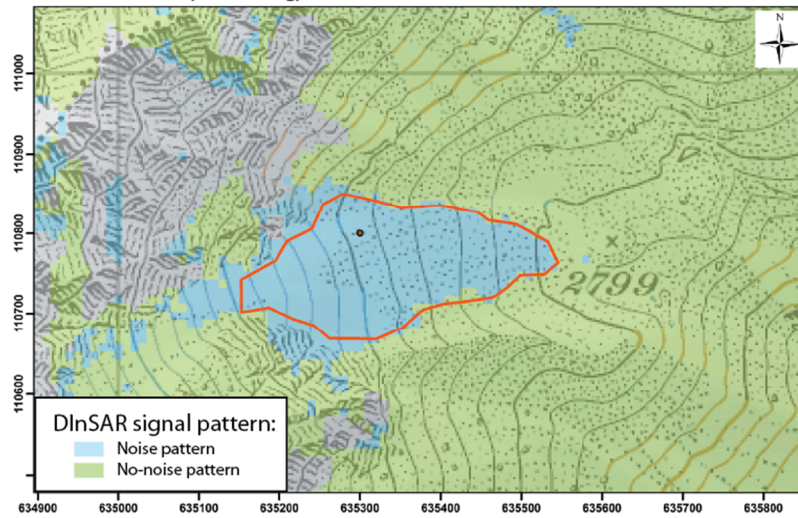 N
111000
110900
110800
110700
110600
2799
DInSAR signal pattern:
Noise pattern
No-noise pattern
634900 635000 635100 635200 635300 635400 635500 635600 635700 635800